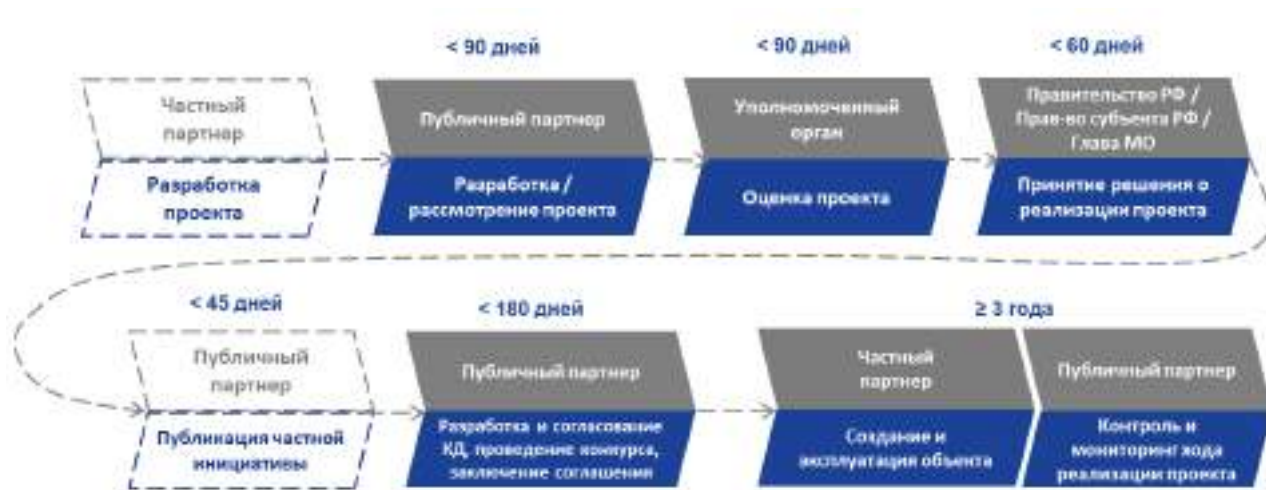 < 90 дней
< 90 дней
< 60 дней
Частный
партнер
Публичный партнер
Уполномоченный
орган
Правительство РФ /
Прав-во субъекта РФ /
Глава МО
Разработка
проекта
Разработка /
рассмотрение проекта
Оценка проекта
Принятие решения о
реализации проекта
< 45 дней
< 180 дней
≥ 3 года
Публичный
партнер
Публичный партнер
Частный
партнер
Публичный партнер
Публикация частной
инициативы
Разработка и согласование
КД, проведение конкурса,
заключение соглашения
Создание и
эксплуатация объекта
Контроль и
мониторинг хода
реализации проекта